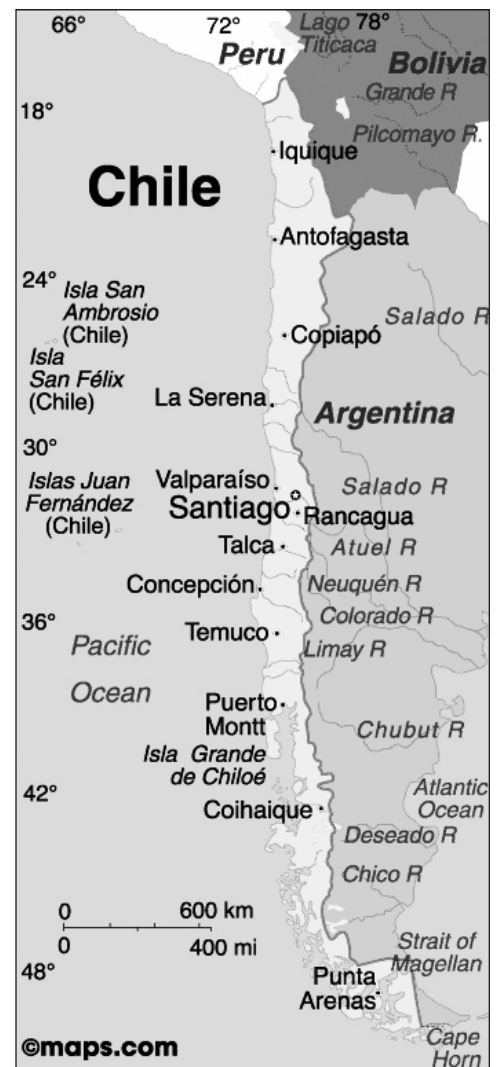 66°
72°
Lago
Titicaca
78°
Peru
Bolivia
Grande R
18°
Pilcomayo R.
Iquique
Chile
Antofagasta
24°
Isla San
Ambrosio
(Chile)
Salado R
Copiapó
Isla
San Félix
(Chile)
La Serena
Argentina
30°
Islas Juan
Fernández
(Chile)
Valparaíso
Salado R
Santiago
Rancagua
Talca
Atuel R
Concepción
Neuquén R
36°
Colorado R
Temuco
Limay R
Pacific
Ocean
Puerto
Montt
Chubut R
Isla Grande
de Chiloé
42°
Atlantic
Ocean
Coihaique
Deseado R
Chico R
0 600 km
0 400 mi
Strait of
Magellan
48°
Punta
Arenas
©maps.com
Cape
Horn